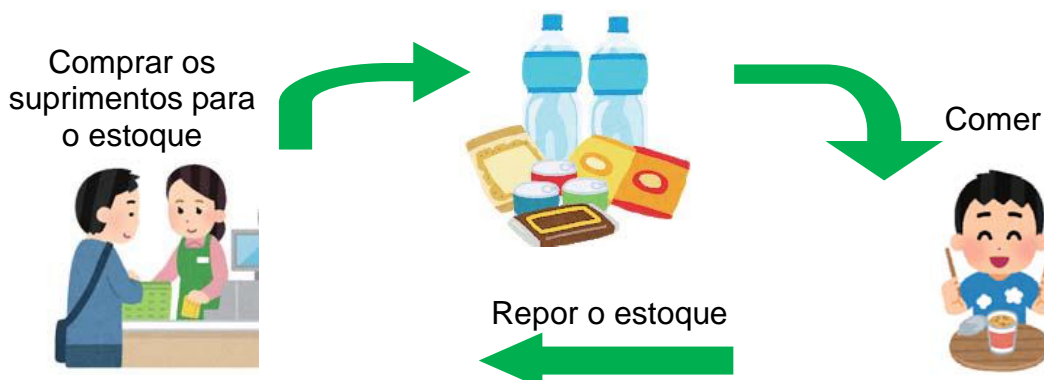 Comprar os
suprimentos para
o estoque
Comer
Repor o estoque